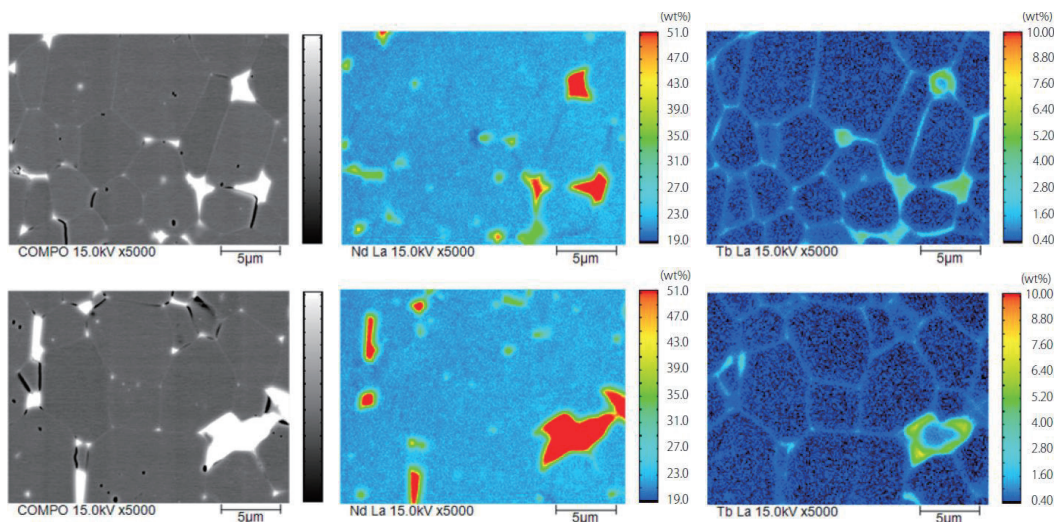 (wt%)
51.0
47.0
43.0
39.0
35.0
31.0
27.0
23.0
19.0
(wt%)
10.00
8.80
7.60
6.40
5.20
4.00
2.80
1.60
0.40
COMPO 15.0kV x5000
5μm
Nd La 15.0kV x5000
5μm
Tb La 15.0kV x5000
5μm
(wt%)
51.0
47.0
43.0
39.0
35.0
31.0
27.0
23.0
19.0
(wt%)
10.00
8.80
7.60
6.40
5.20
4.00
2.80
1.60
0.40
COMPO 15.0kV x5000
5μm
Nd La 15.0kV x5000
5μm
Tb La 15.0kV x5000
5μm